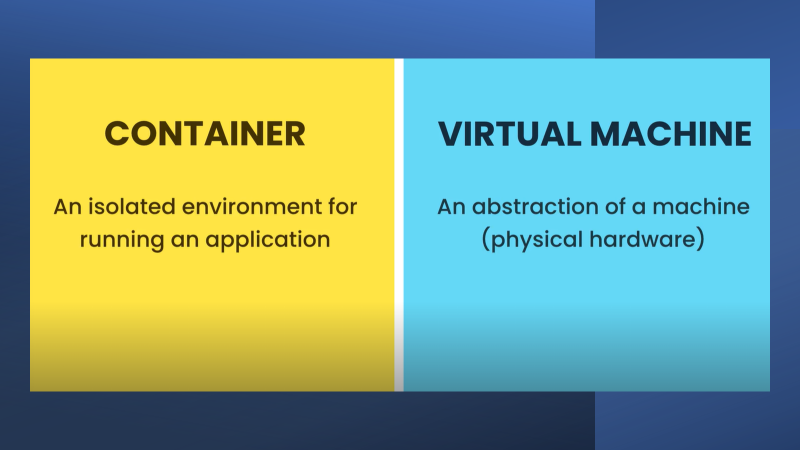 CONTAINER
An isolated environment for
running an application
VIRTUAL MACHINE
An abstraction of a machine
(physical hardware)